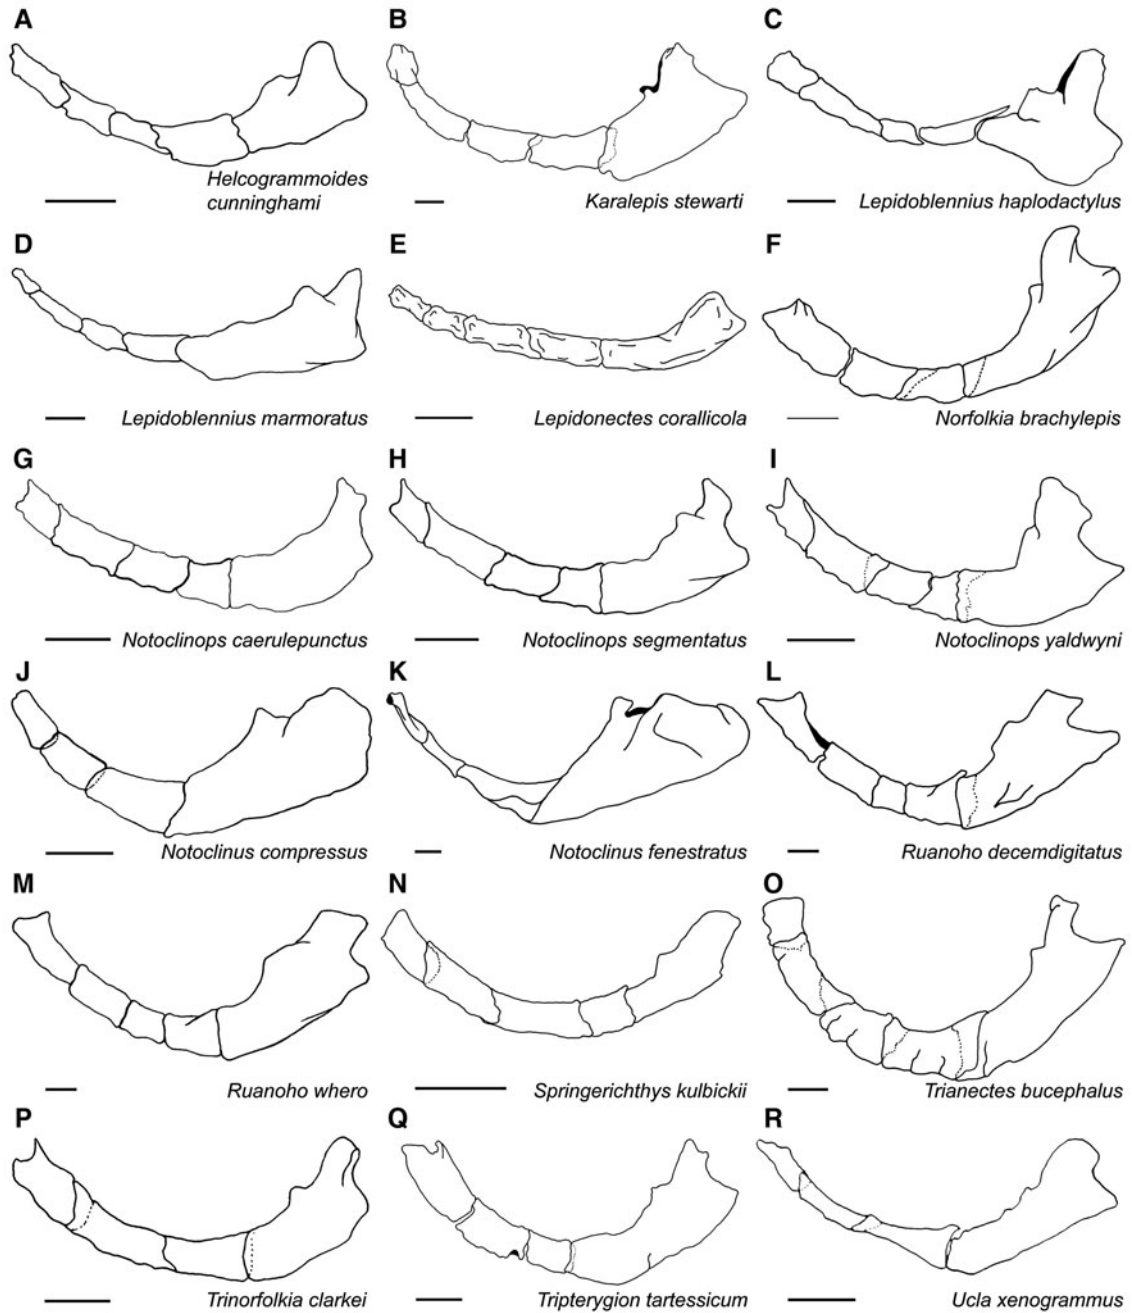 A
B
C
Helcogrammoides
cunninghami
Karalepis stewarti
Lepidoblennius haplodactylus
D
E
F
Lepidoblennius marmoratus
Lepidonectes corallicola
Norfolkia brachylepis
G
H
I
Notoclinops caerulepunctus
Notoclinops segmentatus
Notoclinops yaldwyni
J
K
L
Notoclinus compressus
Notoclinus fenestratus
Ruanoho decemdigitatus
M
N
O
Ruanoho whero
Springerichthys kulbickii
Trianectes bucephalus
P
Q
R
Trinorfolkia clarkei
Tripterygion tartessicum
Ucla xenogrammus